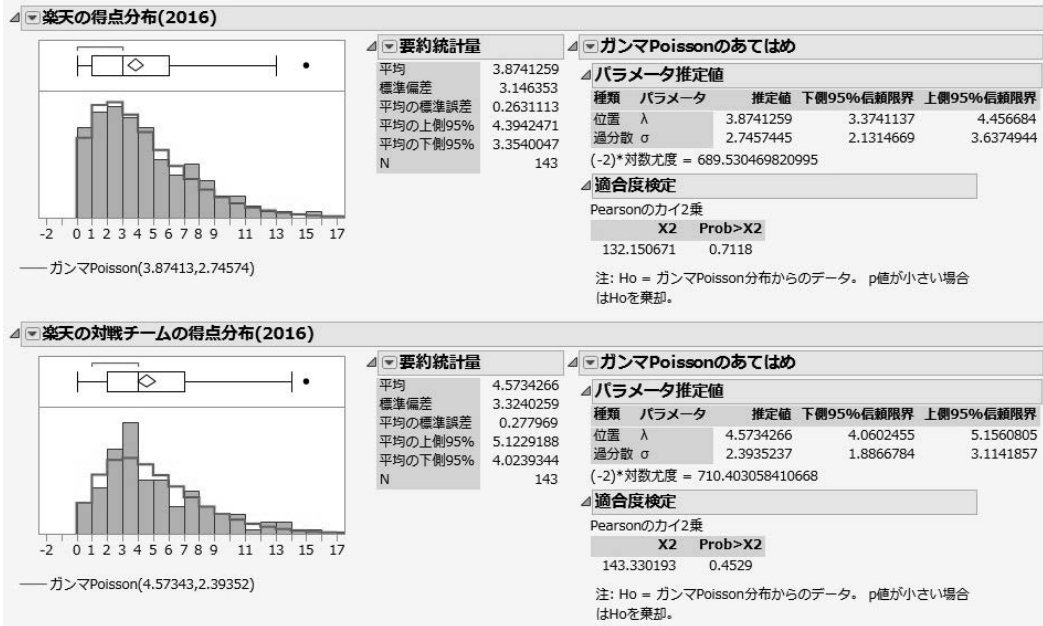 楽天の得点分布(2016)
-2 0 1 2 3 4 5 6 7 8 9 11 13 15 17
ガンマPoisson(3.87413,2.74574)
要約統計量
平均 3.8741259
標準偏差 3.146353
平均の標準誤差 0.2631113
平均の上側95% 4.3942471
平均の下側95% 3.3540047
N 143
ガンマPoissonのあてはめ
パラメータ推定値
種類 パラメータ 推定値 下側95%信頼限界 上側95%信頼限界
位置 λ 3.8741259 3.3741137 4.456684
過分散 σ 2.7457445 2.1314669 3.6374944
(-2)*対数尤度 = 689.530469820995
適合度検定
Pearsonのカイ2乗
X2 Prob>X2
132.150671 0.7118
注: Ho = ガンマPoisson分布からのデータ。 p値が小さい場合
はHoを棄却。
楽天の対戦チームの得点分布(2016)
-2 0 1 2 3 4 5 6 7 8 9 11 13 15 17
ガンマPoisson(4.57343,2.39352)
要約統計量
平均 4.5734266
標準偏差 3.3240259
平均の標準誤差 0.277969
平均の上側95% 5.1229188
平均の下側95% 4.0239344
N 143
ガンマPoissonのあてはめ
パラメータ推定値
種類 パラメータ 推定値 下側95%信頼限界 上側95%信頼限界
位置 λ 4.5734266 4.0602455 5.1560805
過分散 σ 2.3935237 1.8866784 3.1141857
(-2)*対数尤度 = 710.403058410668
適合度検定
Pearsonのカイ2乗
X2 Prob>X2
143.330193 0.4529
注: Ho = ガンマPoisson分布からのデータ。 p値が小さい場合
はHoを棄却。